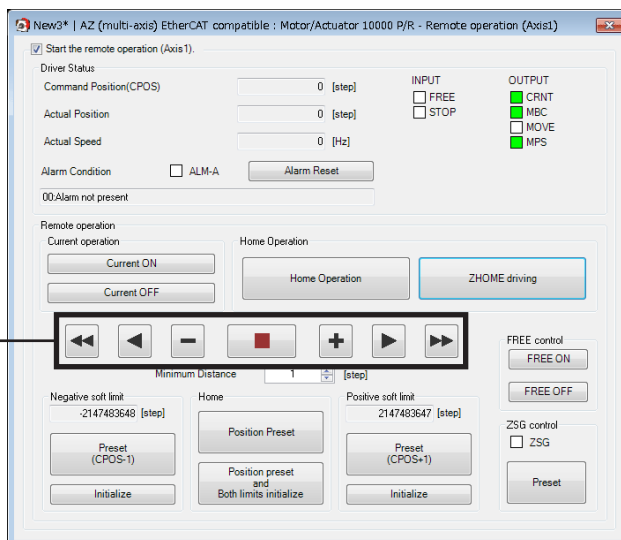 New3* | AZ (multi-axis) EtherCAT compatible : Motor/Actuator 10000 P/R - Remote operation (Axis1)
Start the remote operation (Axis1).
Driver Status
Command Position(CPOS) 0 [step]
INPUT
OUTPUT
FREE
CRNT
Actual Position 0 [step]
STOP
MBC
MOVE
Actual Speed 0 [Hz]
MPS
Alarm Condition ALM-A Alarm Reset
00:Alarm not present
Remote operation
Current operation
Home Operation
Current ON
Home Operation
ZHOME driving
Current OFF
FREE control
FREE ON
Minimum Distance 1 [step]
FREE OFF
Negative soft limit
Home
Positive soft limit
-2147483648 [step]
2147483647 [step]
ZSG control
Position Preset
ZSG
Preset
(CPOS-1)
Preset
(CPOS+1)
Position preset
and
Both limits initialize
Preset
Initialize
Initialize